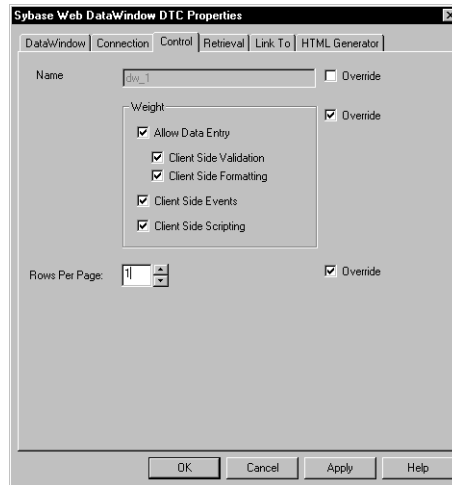 Sybase Web DataWindow DTC Properties
DataWindow Connection Control Retrieval Link To HTML Generator
Name dw_1 Override
Weight Override
Allow Data Entry
Client Side Validation
Client Side Formatting
Client Side Events
Client Side Scripting
Rows Per Page: 1 Override
OK Cancel Apply Help